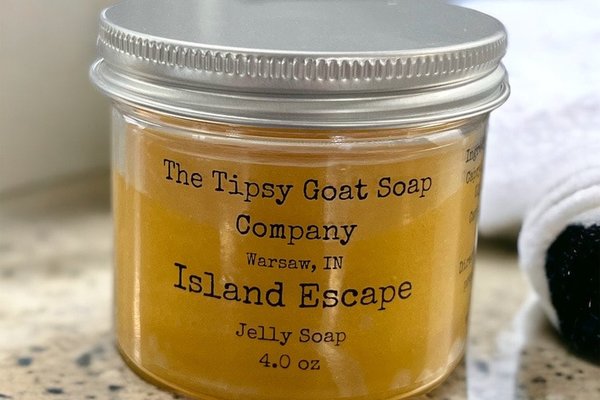 The Tipsy Goat Soap
Company
Warsaw, IN
Island Escape
Jelly Soap
4.0 oz